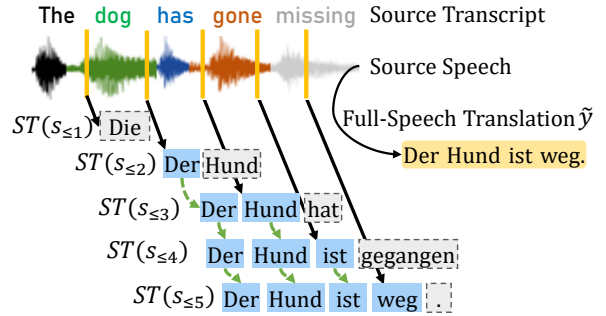 The dog has gone missing Source Transcript
Source Speech
Full-Speech Translation ỹ
Der Hund ist weg.
ST(s≤1) Die
ST(s≤2) Der Hund
ST(s≤3) Der Hund hat
ST(s≤4) Der Hund ist gegangen
ST(s≤5) Der Hund ist weg .